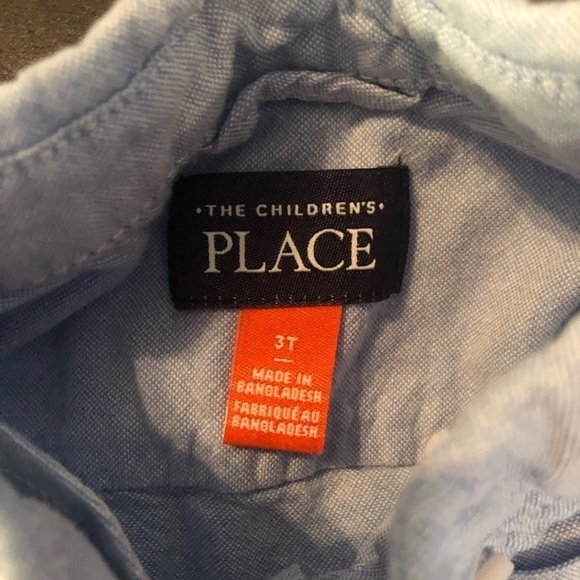 •THE CHILDREN'S•
PLACE
3T
MADE IN
BANGLADESH
FABRIQUÉ AU
BANGLADESH